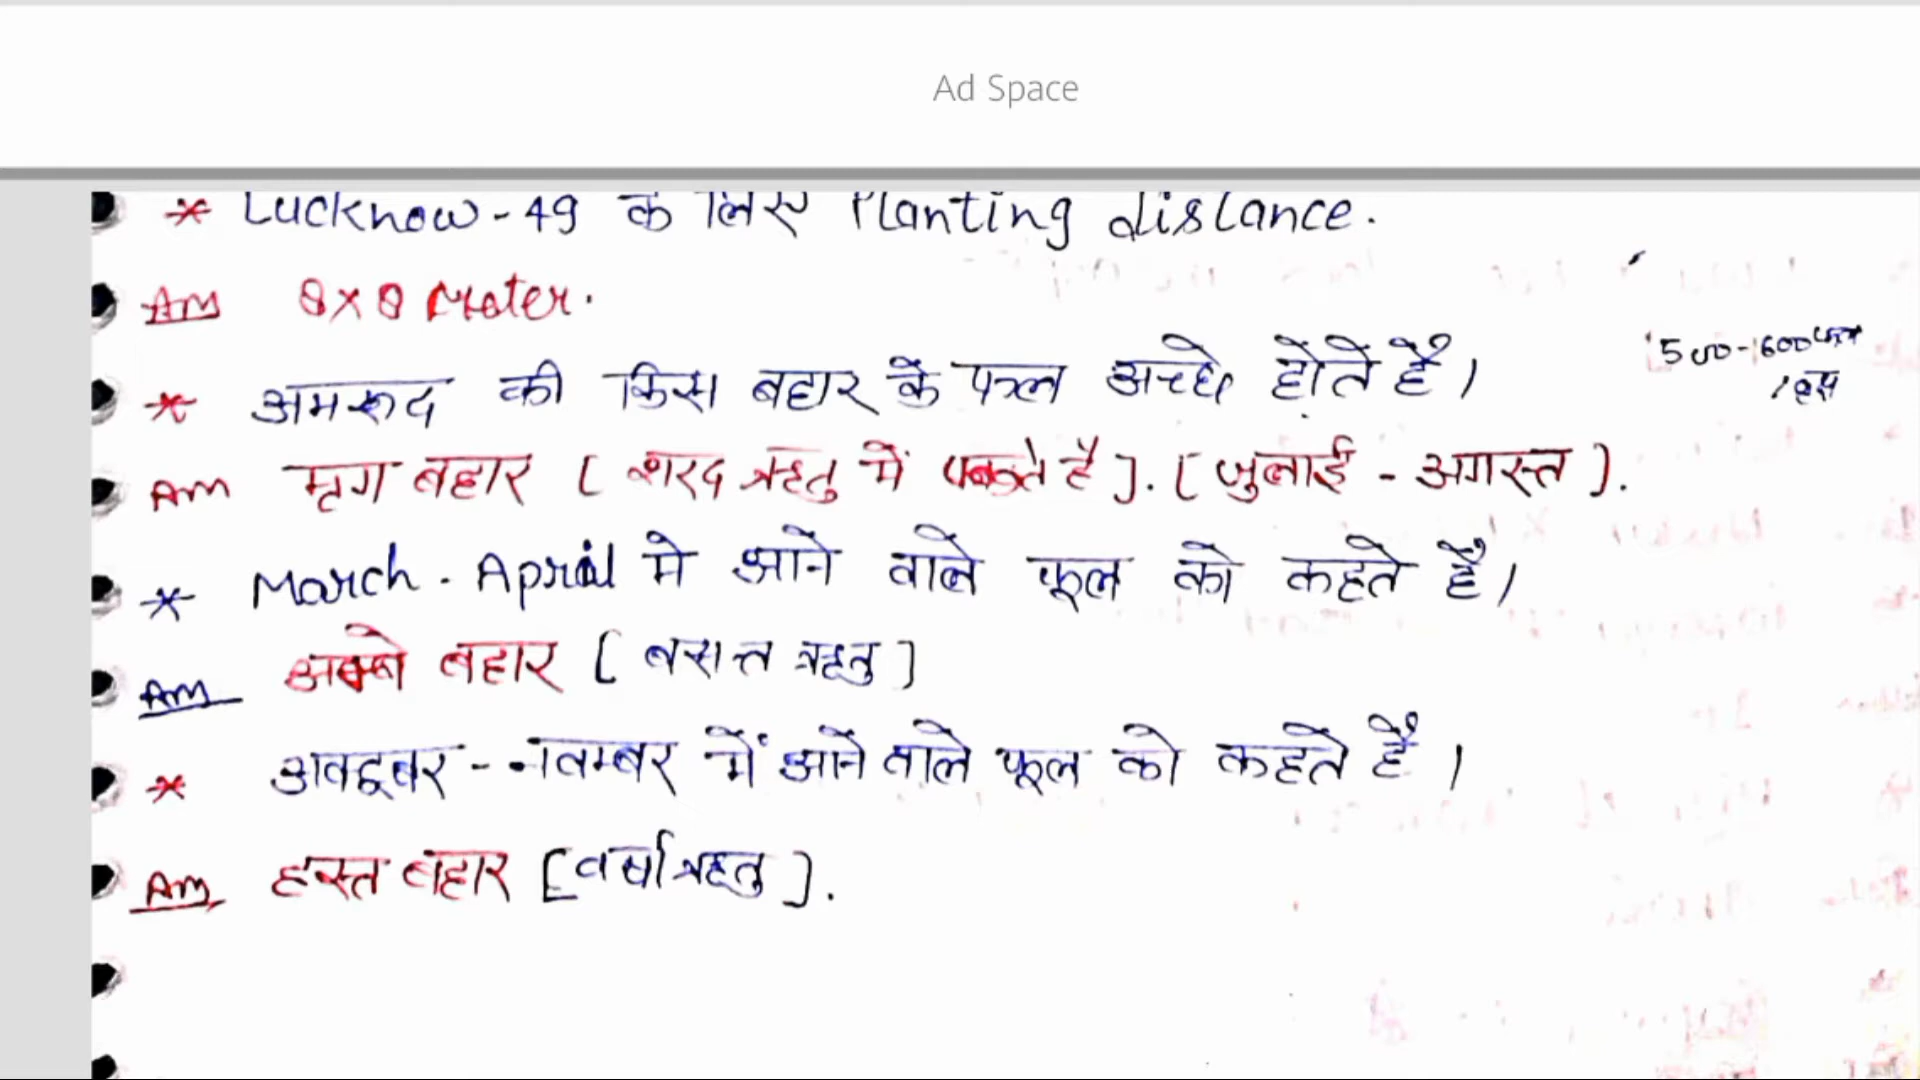 Ad Space
* Lucknow - 49 के लिए Planting distance.
Ans 8x8 Meter.
* अमरूद की किस बहार के फल अच्छे होते हैं।
500-600
Ans मृग बहार [ शरद ऋतु में पकते है ]. [ जुलाई - अगस्त ].
* March - April मे आने वाले फूल को कहते हैं।
Ans अम्बे बहार [ बसन्त ऋतु ]
* अक्टूबर - नवम्बर में आने वाले फूल को कहते हैं।
Ans हस्त बहार [ वर्षा ऋतु ].